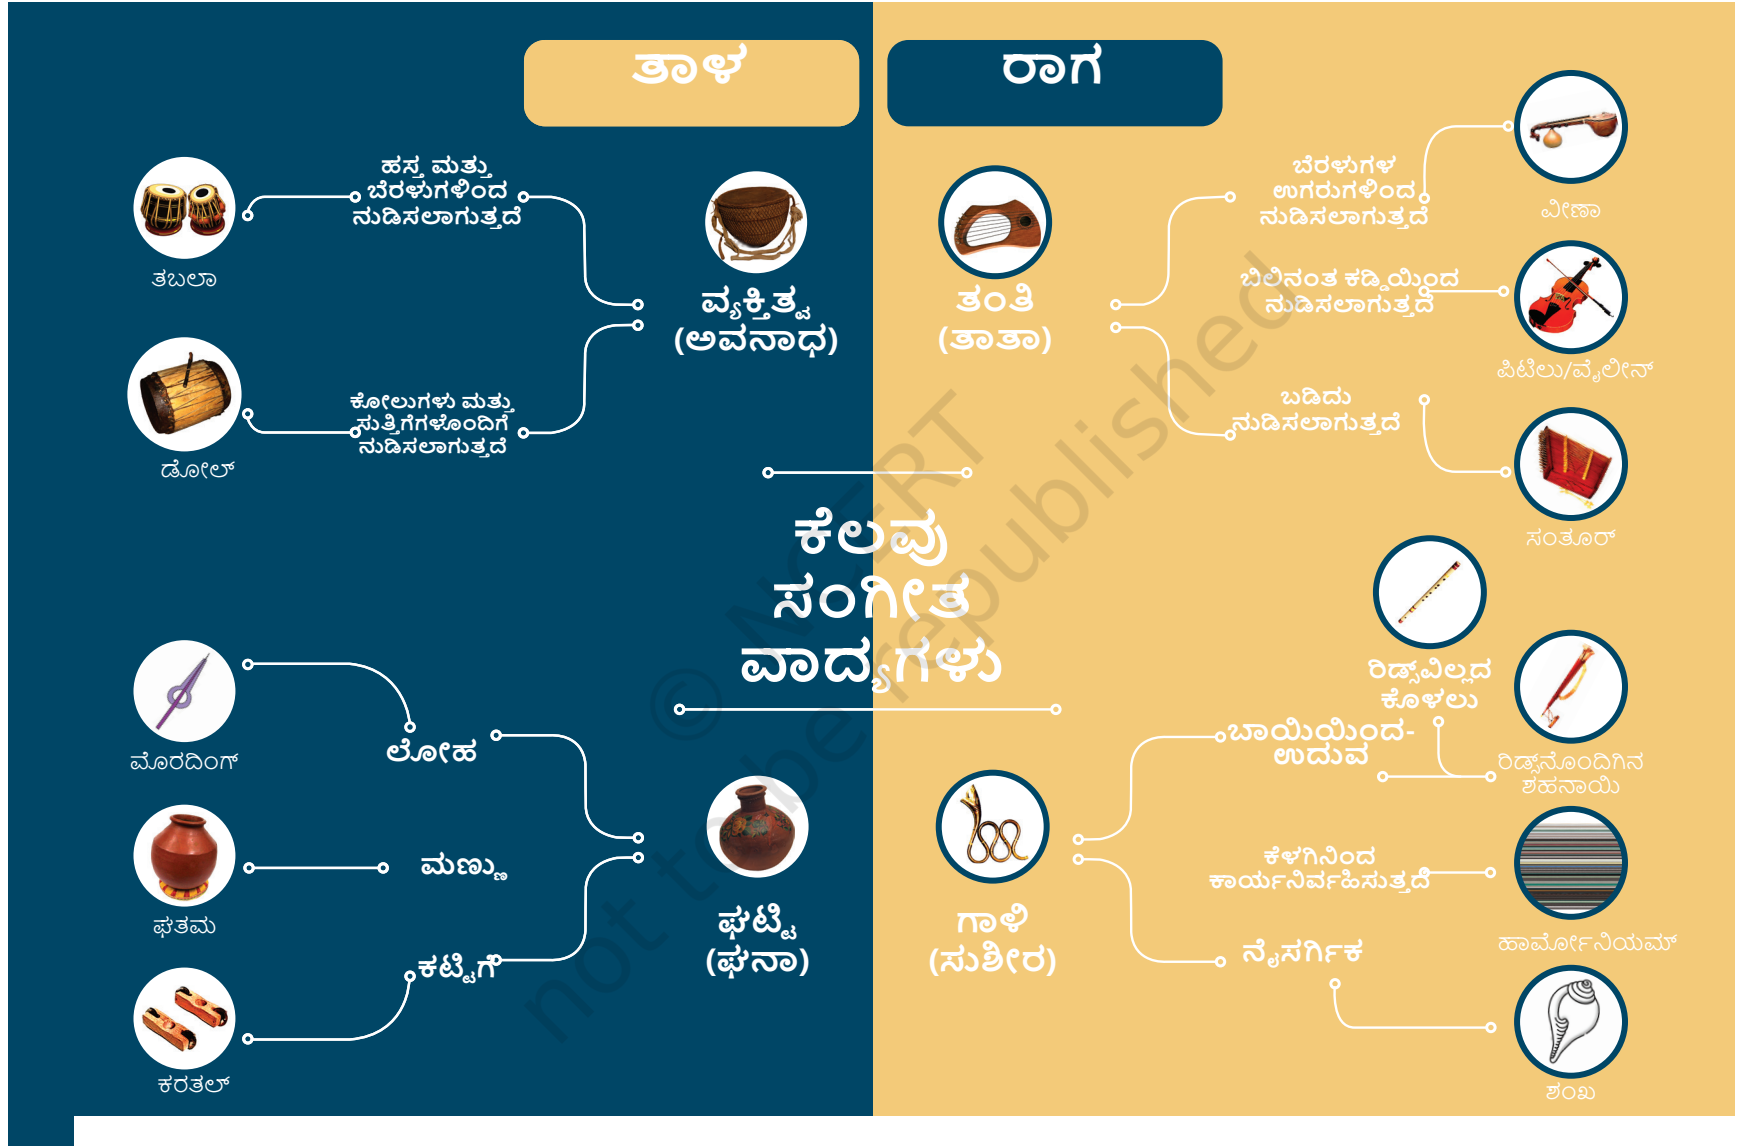 ತಾಳ
ರಾಗ
ಹಸ್ತ ಮತ್ತು
ಬೆರಳುಗಳಿಂದ
ನುಡಿಸಲಾಗುತ್ತದೆ
ತಬಲಾ
ವ್ಯಕ್ತಿತ್ವ
(ಅವನಾಧ)
ಕೋಲುಗಳು ಮತ್ತು
ಸುತ್ತಿಗೆಗಳೊಂದಿಗೆ
ನುಡಿಸಲಾಗುತ್ತದೆ
ಡೋಲ್
ತಂತಿ
(ತಾತಾ)
ಬೆರಳುಗಳ
ಉಗರುಗಳಿಂದ
ನುಡಿಸಲಾಗುತ್ತದೆ
ವೀಣಾ
ಬಿಲಿನಂತ ಕಡ್ಡಿಯಿಂದ
ನುಡಿಸಲಾಗುತ್ತದೆ
ಪಿಟಿಲು/ವೈಲೀನ್
ಬಡಿದು
ನುಡಿಸಲಾಗುತ್ತದೆ
ಸಂತೂರ್
ಕೆಲವು
ಸಂಗೀತ
ವಾದ್ಯಗಳು
ಮೊರದಿಂಗ್
ಲೋಹ
ಘತಮ
ಮಣ್ಣು
ಕರತಲ್
ಕಟ್ಟಿಗೆ
ಘಟ್ಟಿ
(ಘನಾ)
ಗಾಳಿ
(ಸುಶೀರ)
ಬಾಯಿಯಿಂದ-
ಉದುವ
ರಿಡ್ಸ್‌ವಿಲ್ಲದ
ಕೊಳಲು
ರಿಡ್ಸ್‌ನೊಂದಿಗಿನ
ಶಹನಾಯಿ
ಕೆಳಗಿನಿಂದ
ಕಾರ್ಯನಿರ್ವಹಿಸುತ್ತದೆ
ಹಾರ್ಮೋನಿಯಮ್
ನೈಸರ್ಗಿಕ
ಶಂಖ
© NCERT
not to be republished